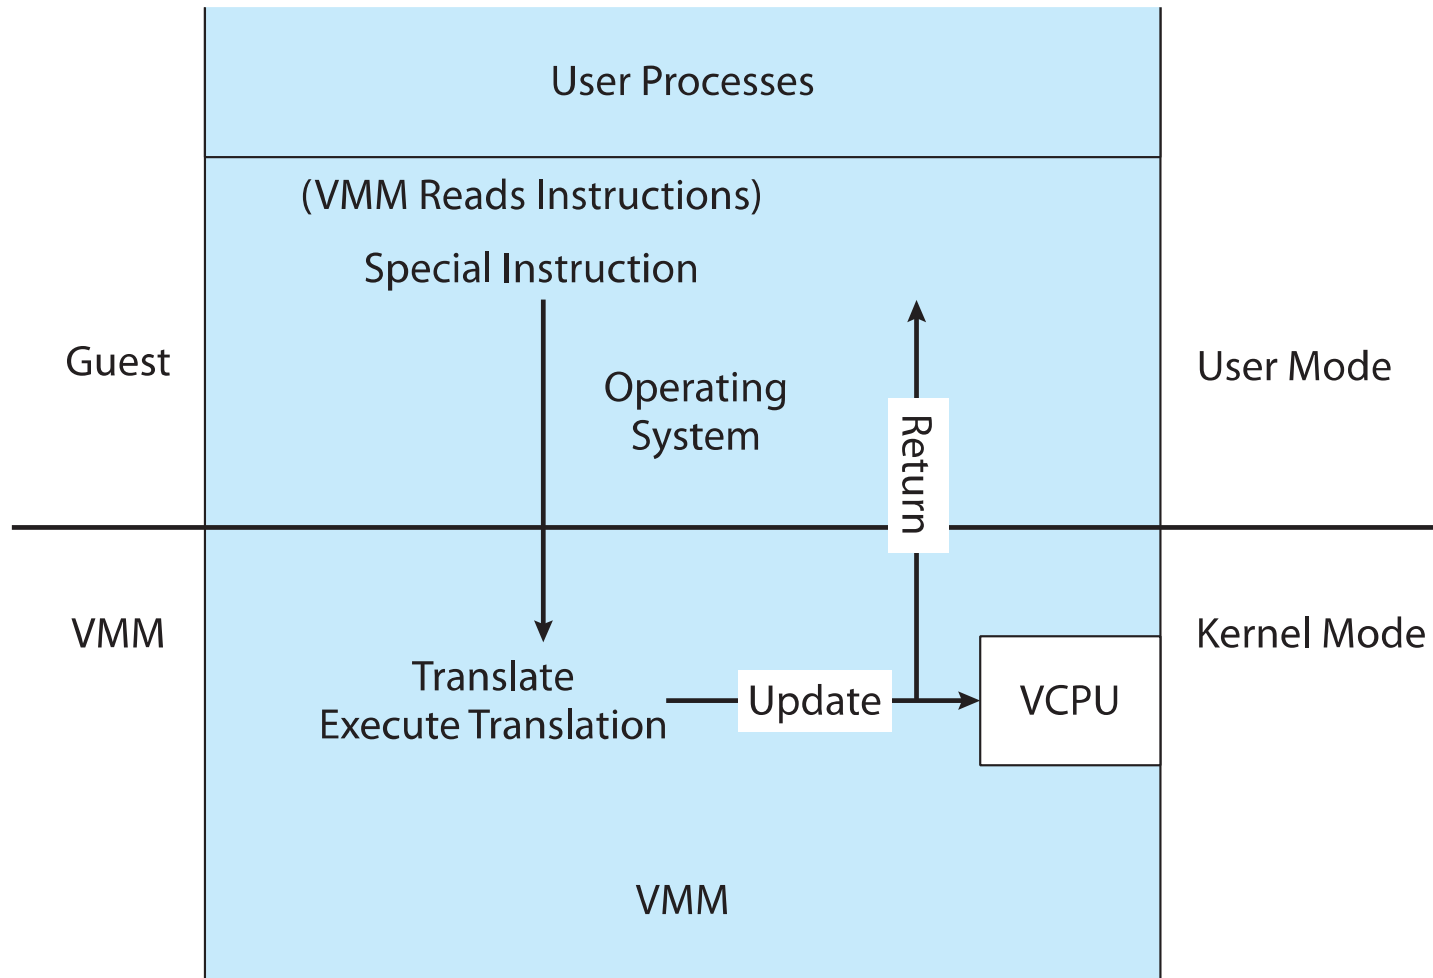 User Processes
(VMM Reads Instructions)
Special Instruction
Guest
User Mode
Operating
System
Return
VMM
Kernel Mode
Translate
Execute Translation
Update
VCPU
VMM